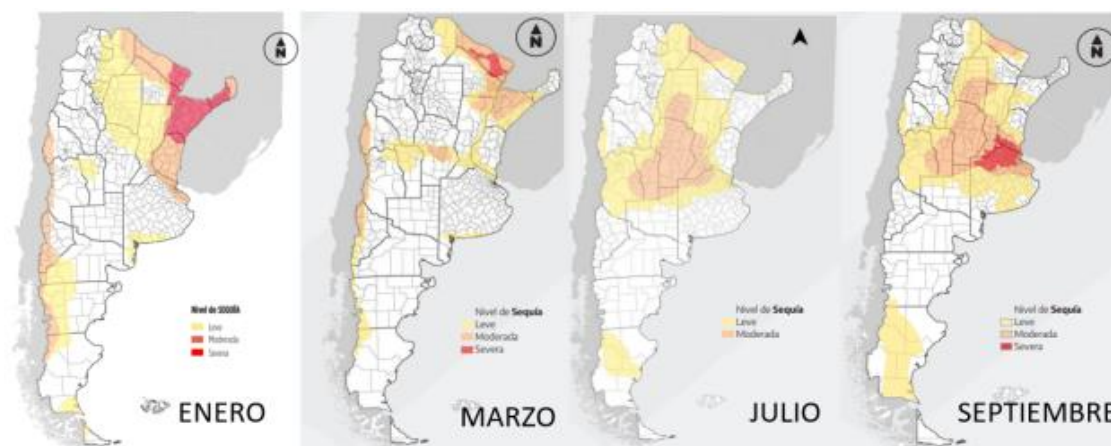 N
Nivel de SEQUÍA
Leve
Moderada
Severa
ENERO
N
Nivel de Sequía
Leve
Moderada
Severa
MARZO
Nivel de Sequía
Leve
Moderada
JULIO
N
Nivel de Sequía
Leve
Moderada
Severa
SEPTIEMBRE